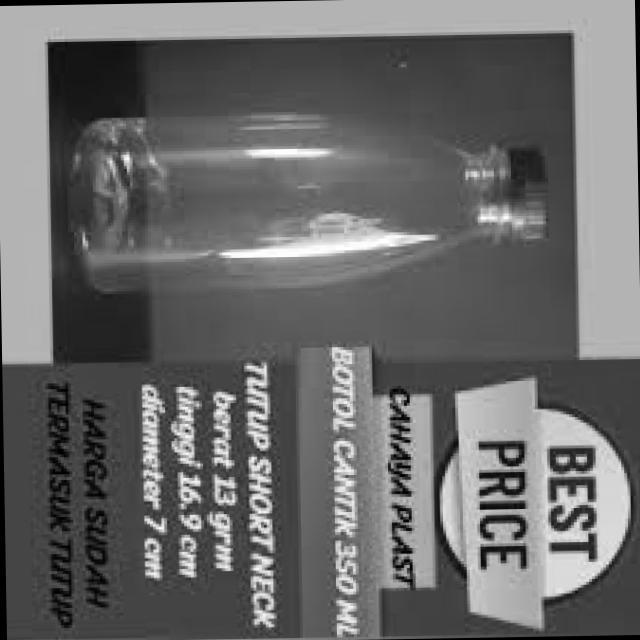 BEST
PRICE
CAHAYA PLAST
BOTOL CANTIK 350 ML
TUTUP SHORT NECK
berat 13 grm
tinggi 16.9 cm
diameter 7 cm
HARGA SUDAH
TERMASUK TUTUP